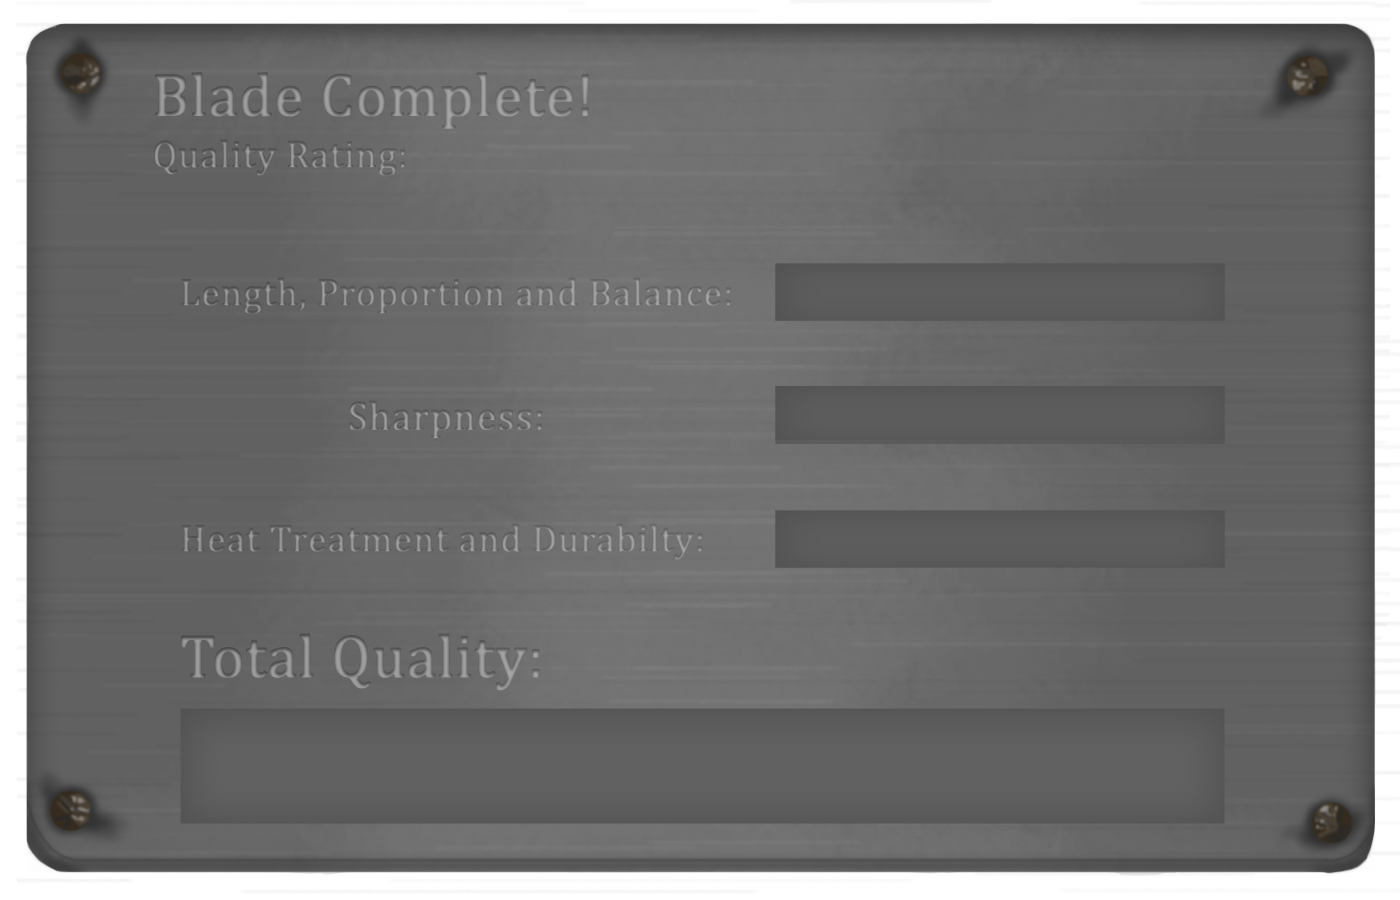 Blade Complete!
Quality Rating:
Length, Proportion and Balance:
Sharpness:
Heat Treatment and Durabilty:
Total Quality: